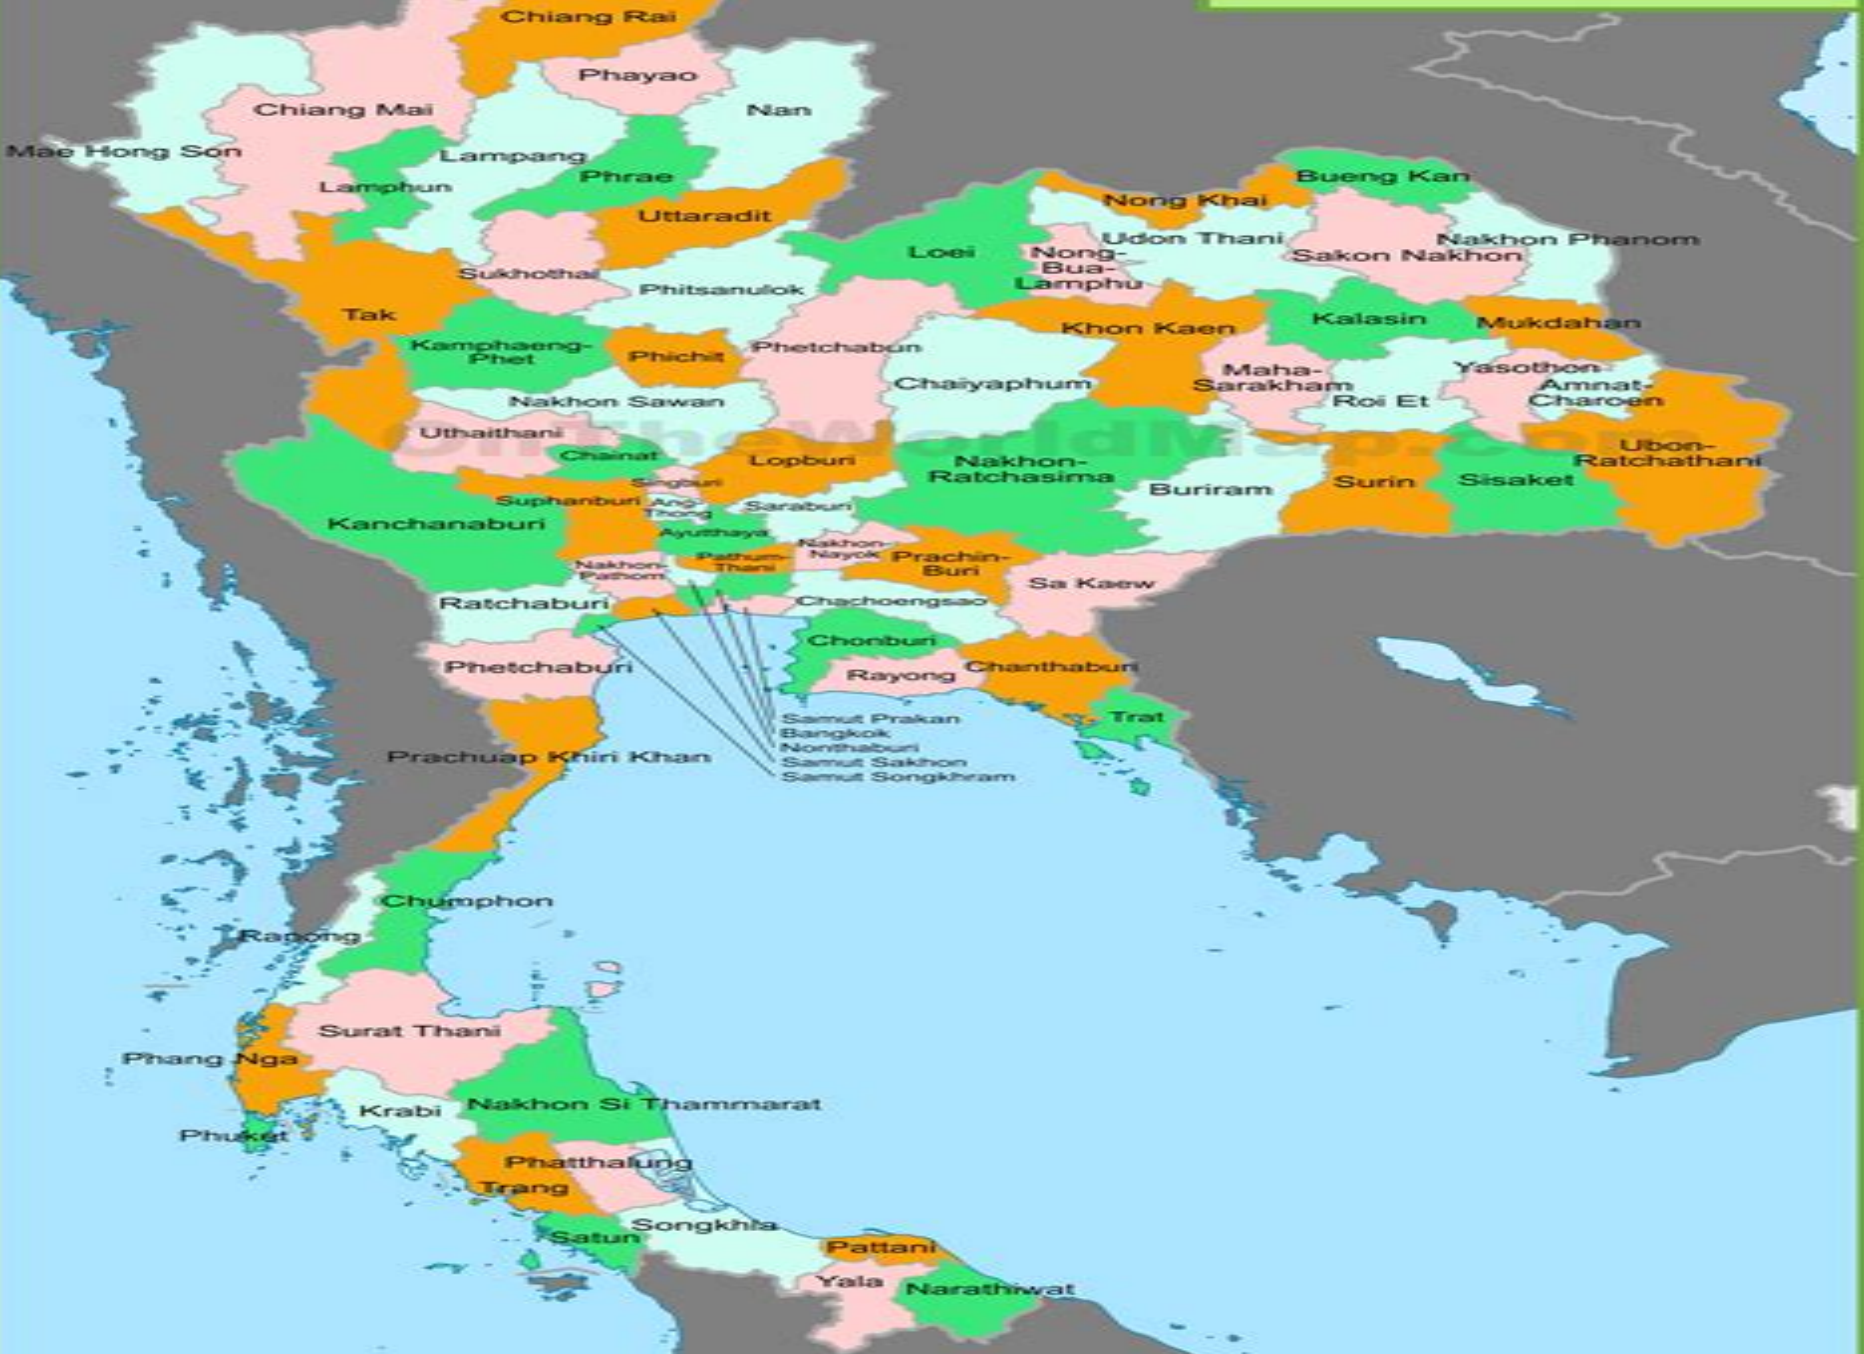 Chiang Rai
Phayao
Chiang Mai
Nan
Mae Hong Son
Lampang
Phrae
Lamphun
Uttaradit
Bueng Kan
Nong Khai
Loei
Udon Thani
Nakhon Phanom
Nong-
Bua-
Lamphu
Sakon Nakhon
Sukhothai
Phitsanulok
Tak
Khon Kaen
Kalasin
Mukdahan
Kamphaeng-
Phet
Phichit
Phetchabun
Chaiyaphum
Maha-
Sarakham
Roi Et
Yasothon
Amnat-
Charoen
Nakhon Sawan
Uthaithani
OnTheWorldMap.com
Chainat
Lopburi
Nakhon-
Ratchasima
Buriram
Surin
Sisaket
Ubon-
Ratchathani
Singburi
Suphanburi
Ang
Thong
Saraburi
Kanchanaburi
Ayutthaya
Nakhon-
Nayok
Prachin-
Buri
Pathum-
Thani
Nakhon-
Pathom
Sa Kaew
Ratchaburi
Chachoengsao
Chonburi
Phetchaburi
Rayong
Chanthaburi
Trat
Samut Prakan
Bangkok
Nonthaburi
Samut Sakhon
Samut Songkhram
Prachuap Khiri Khan
Chumphon
Ranong
Surat Thani
Phang Nga
Krabi
Nakhon Si Thammarat
Phuket
Phatthalung
Trang
Songkhla
Satun
Pattani
Yala
Narathiwat